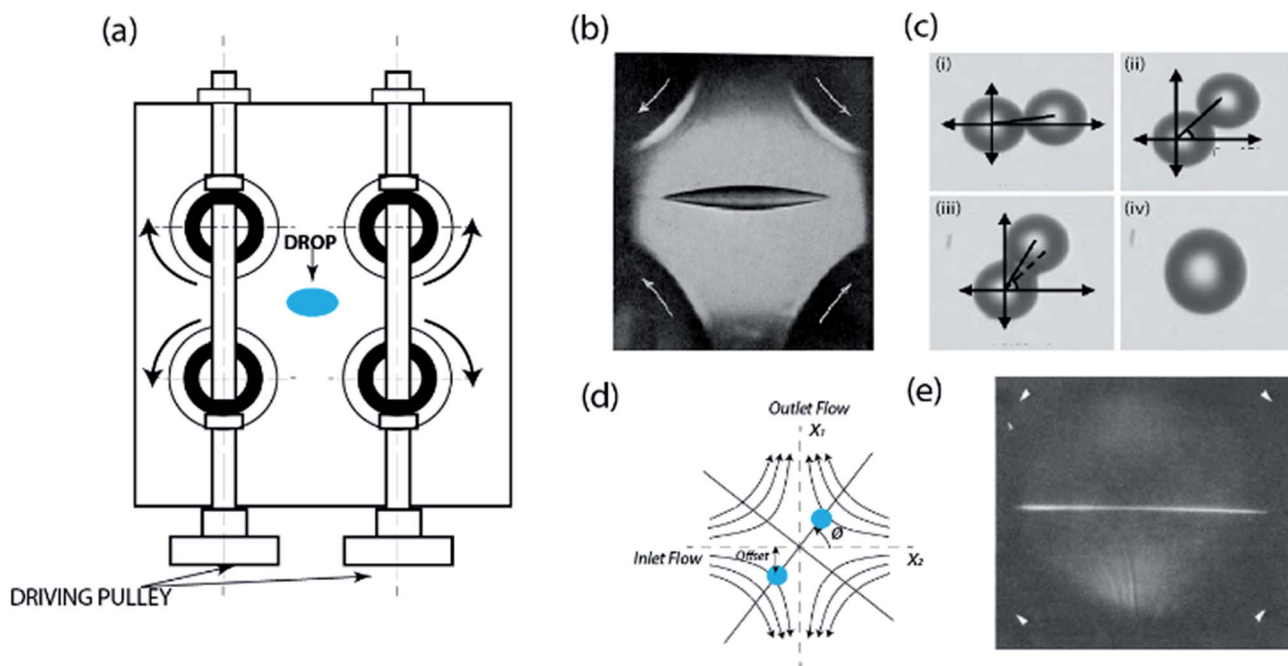 (a)
DROP
DRIVING PULLEY
(b)
(c)
(i)
(ii)
(iii)
(iv)
(d)
Outlet Flow
X₁
Ø
Offset
Inlet Flow
X₂
(e)